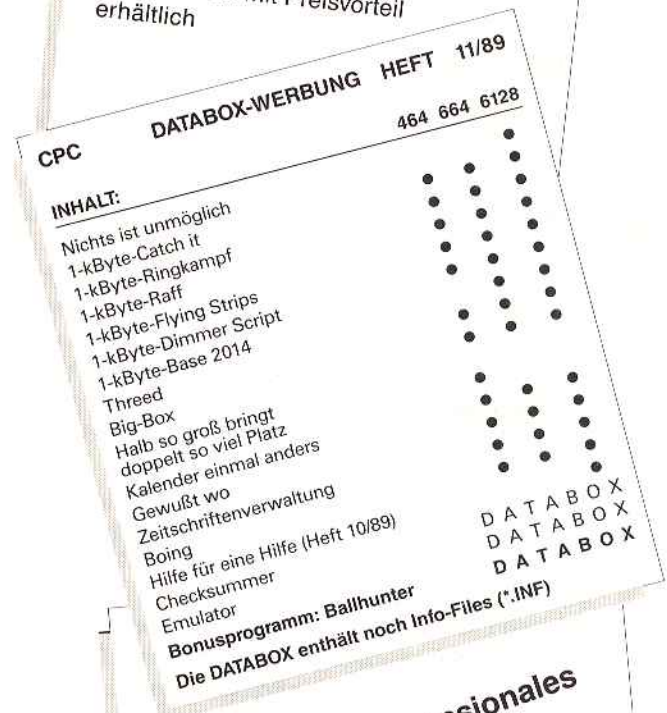 Preisvorteil
erhältlich
CPC DATABOX-WERBUNG HEFT 11/89
INHALT: 464 664 6128
Nichts ist unmöglich
1-kByte-Catch it
1-kByte-Ringkampf
1-kByte-Raff
1-kByte-Flying Strips
1-kByte-Dimmer Script
1-kByte-Base 2014
Threed
Big-Box
Halb so groß bringt
doppelt so viel Platz
Kalender einmal anders
Gewußt wo
Zeitschriftenverwaltung
Boing
Hilfe für eine Hilfe (Heft 10/89)
Checksummer DATABOX
Emulator DATABOX
Bonusprogramm: Ballhunter DATABOX
Die DATABOX enthält noch Info-Files (*.INF)
sionales